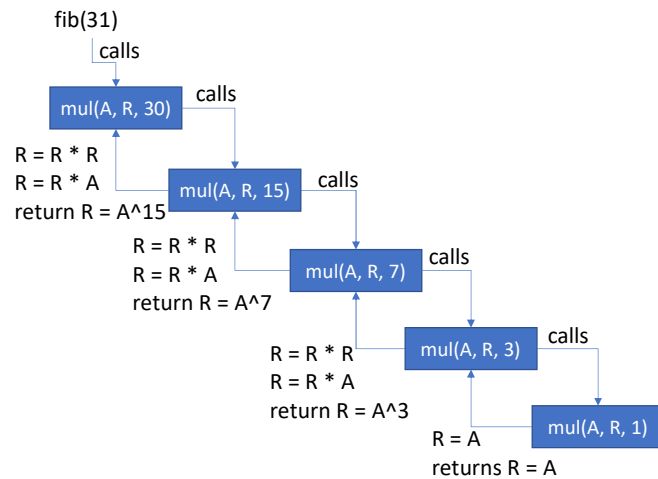 fib(31)
calls
mul(A, R, 30)
calls
R = R * R
R = R * A
return R = A^15
mul(A, R, 15)
calls
R = R * R
R = R * A
return R = A^7
mul(A, R, 7)
calls
R = R * R
R = R * A
return R = A^3
mul(A, R, 3)
calls
R = A
returns R = A
mul(A, R, 1)